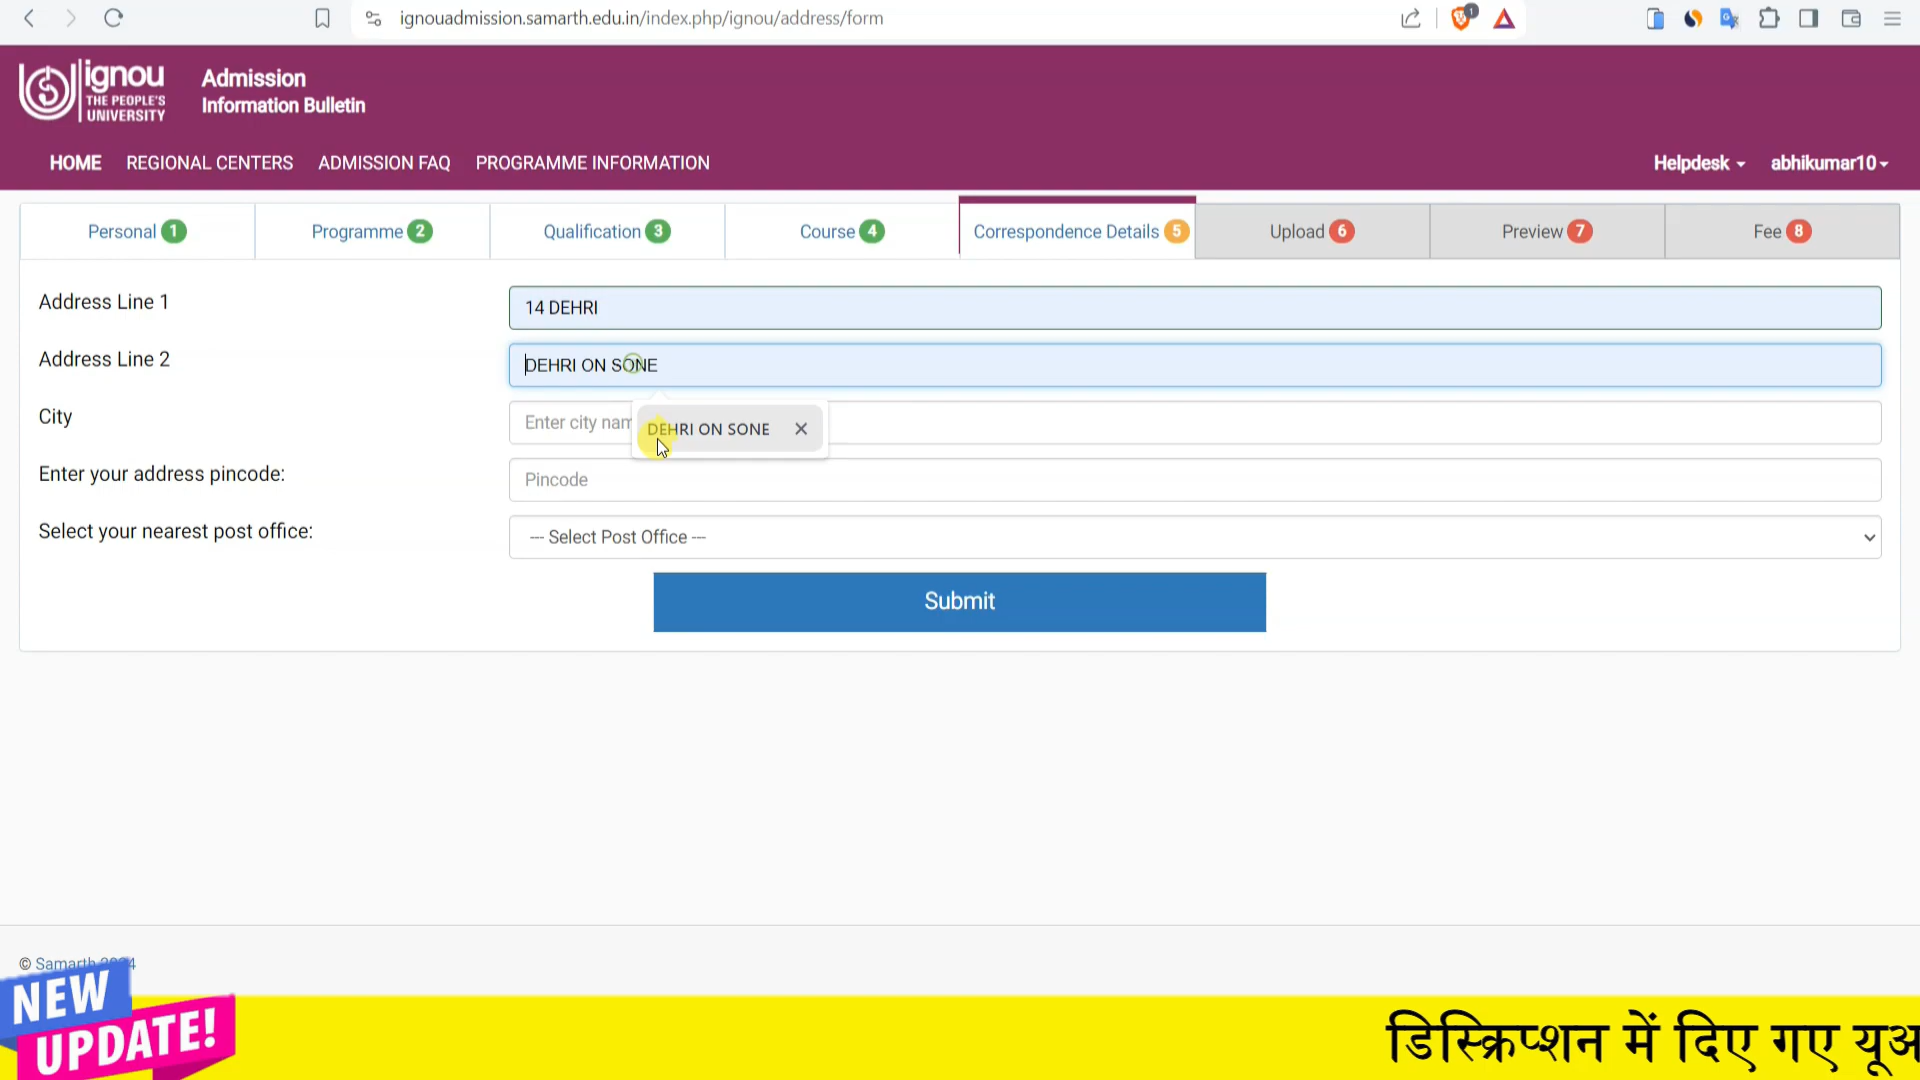 ignouadmission.samarth.edu.in/index.php/ignou/address/form
1
ignou
THE PEOPLE'S
UNIVERSITY
Admission
Information Bulletin
HOME REGIONAL CENTERS ADMISSION FAQ PROGRAMME INFORMATION
Helpdesk abhikumar10
Personal 1 Programme 2 Qualification 3 Course 4 Correspondence Details 5 Upload 6 Preview 7 Fee 8
Address Line 1 14 DEHRI
Address Line 2 DEHRI ON SONE
City Enter city nam
DEHRI ON SONE ✕
Enter your address pincode: Pincode
Select your nearest post office: --- Select Post Office ---
Submit
© Samarth 2024
NEW
UPDATE!
डिस्क्रिप्शन में दिए गए यूअ